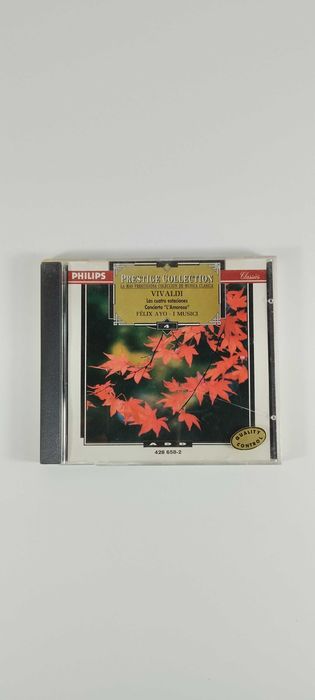 PHILIPS
PRESTIGE COLLECTION
Classics
LA MAS PRESTIGIOSA COLECCION DE MUSICA CLASICA
VIVALDI
Las cuatro estaciones
Concierto "L'Amoroso"
FÉLIX AYO · I MUSICI
4
QUALITY CONTROL
ADD
426 658-2